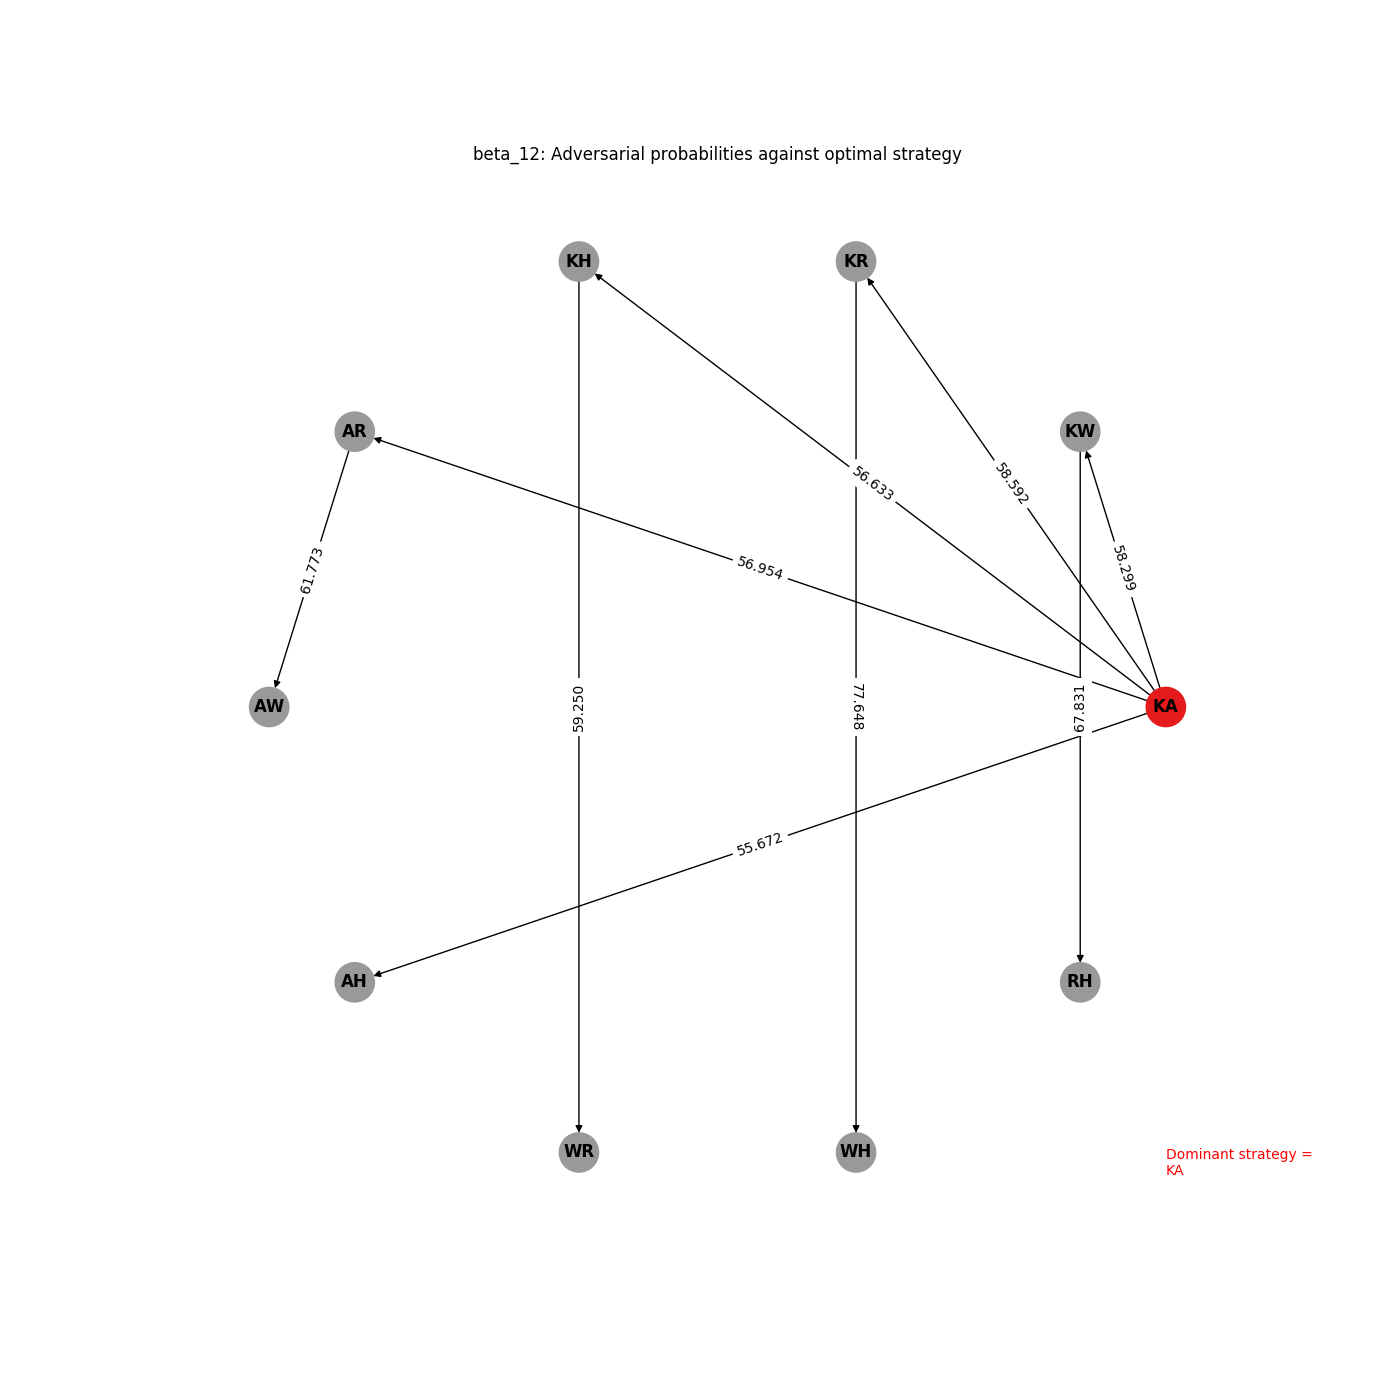 beta_12: Adversarial probabilities against optimal strategy
KH
KR
AR
KW
56.633
58.592
56.954
58.299
61.773
AW
59.250
77.648
67.831
KA
55.672
AH
RH
WR
WH
Dominant strategy =
KA